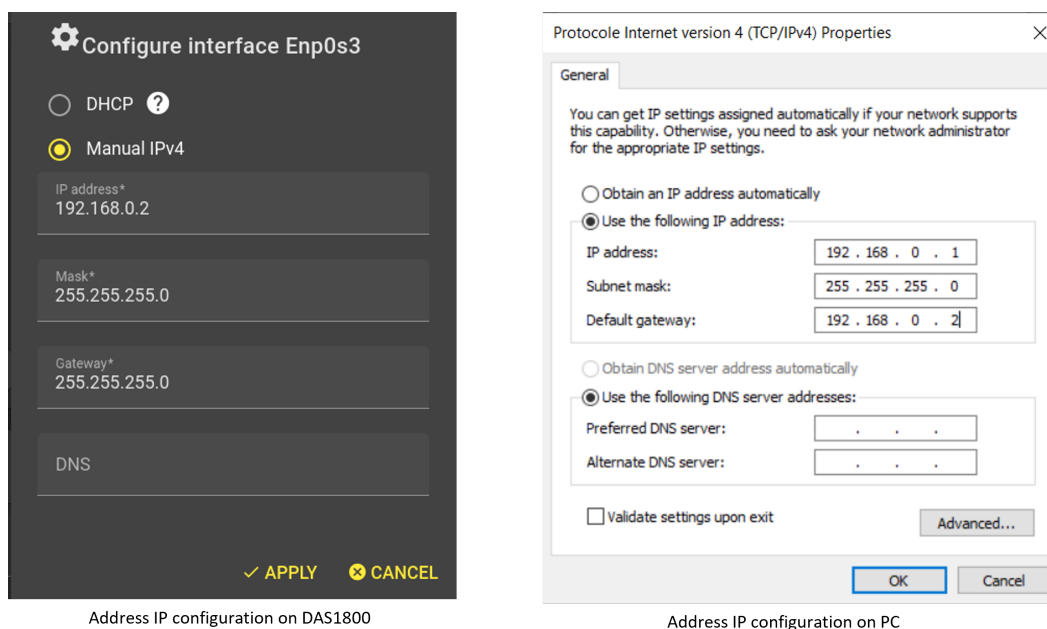 Configure interface Enp0s3
DHCP ?
Manual IPv4
IP address*
192.168.0.2
Mask*
255.255.255.0
Gateway*
255.255.255.0
DNS
APPLY CANCEL
Address IP configuration on DAS1800
Protocole Internet version 4 (TCP/IPv4) Properties
General
You can get IP settings assigned automatically if your network supports
this capability. Otherwise, you need to ask your network administrator
for the appropriate IP settings.
Obtain an IP address automatically
Use the following IP address:
IP address: 192 . 168 . 0 . 1
Subnet mask: 255 . 255 . 255 . 0
Default gateway: 192 . 168 . 0 . 2
Obtain DNS server address automatically
Use the following DNS server addresses:
Preferred DNS server: . . .
Alternate DNS server: . . .
Validate settings upon exit
Advanced...
OK Cancel
Address IP configuration on PC